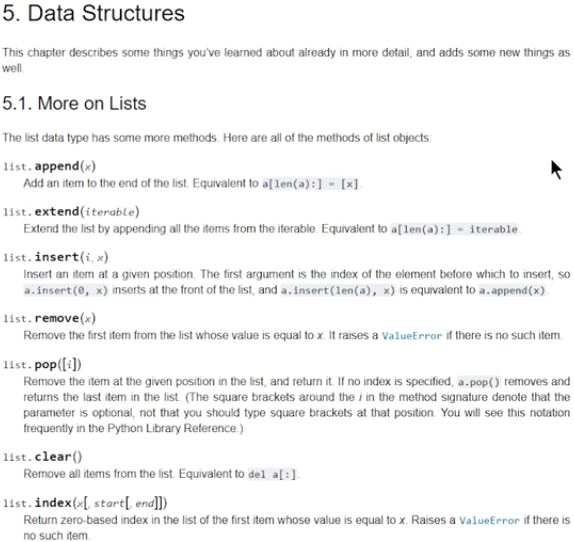 5. Data Structures
This chapter describes some things you've learned about already in more detail, and adds some new things as
well.
5.1. More on Lists
The list data type has some more methods. Here are all of the methods of list objects:
list.append(x)
Add an item to the end of the list. Equivalent to a[len(a):] = [x].
list.extend(iterable)
Extend the list by appending all the items from the iterable. Equivalent to a[len(a):] = iterable.
list.insert(i, x)
Insert an item at a given position. The first argument is the index of the element before which to insert, so
a.insert(0, x) inserts at the front of the list, and a.insert(len(a), x) is equivalent to a.append(x).
list.remove(x)
Remove the first item from the list whose value is equal to x. It raises a ValueError if there is no such item.
list.pop([i])
Remove the item at the given position in the list, and return it. If no index is specified, a.pop() removes and
returns the last item in the list. (The square brackets around the i in the method signature denote that the
parameter is optional, not that you should type square brackets at that position. You will see this notation
frequently in the Python Library Reference.)
list.clear()
Remove all items from the list. Equivalent to del a[:].
list.index(x[, start[, end]])
Return zero-based index in the list of the first item whose value is equal to x. Raises a ValueError if there is
no such item.